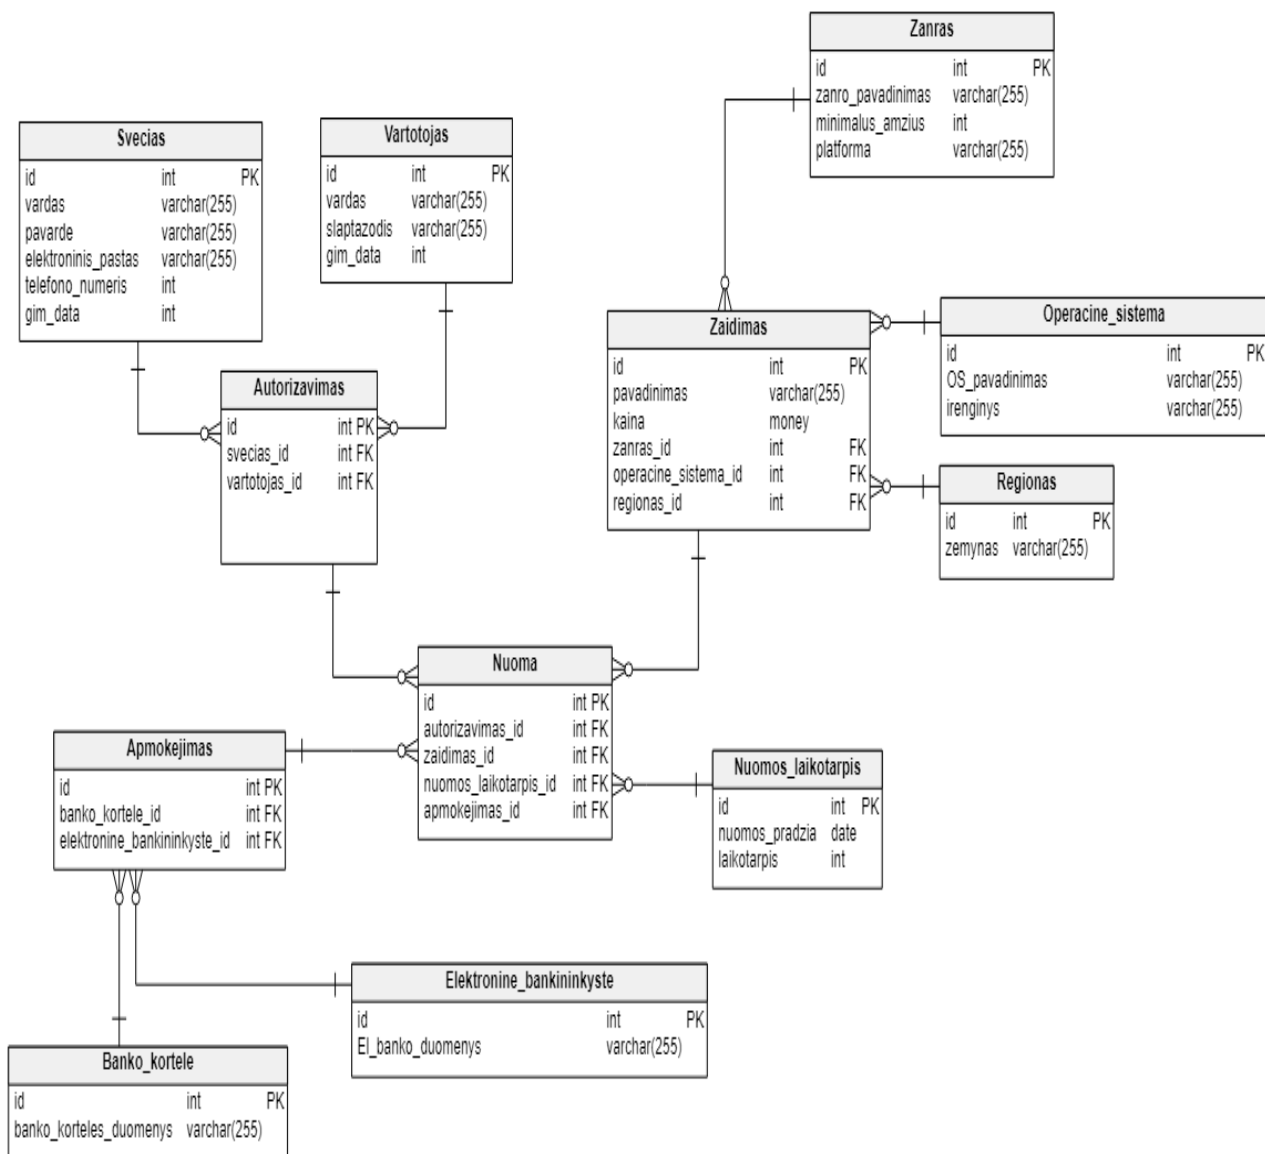 Zanras
id int PK
zanro_pavadinimas varchar(255)
minimalus_amzius int
platforma varchar(255)
Svecias
id int PK
vardas varchar(255)
pavarde varchar(255)
elektroninis_pastas varchar(255)
telefono_numeris int
gim_data int
Vartotojas
id int PK
vardas varchar(255)
slaptazodis varchar(255)
gim_data int
Autorizavimas
id int PK
svecias_id int FK
vartotojas_id int FK
Zaidimas
id int PK
pavadinimas varchar(255)
kaina money
zanras_id int FK
operacine_sistema_id int FK
regionas_id int FK
Operacine_sistema
id int PK
OS_pavadinimas varchar(255)
irenginys varchar(255)
Regionas
id int PK
zemynas varchar(255)
Nuoma
id int PK
autorizavimas_id int FK
zaidimas_id int FK
nuomos_laikotarpis_id int FK
apmokejimas_id int FK
Apmokejimas
id int PK
banko_kortele_id int FK
elektronine_bankininkyste_id int FK
Nuomos_laikotarpis
id int PK
nuomos_pradzia date
laikotarpis int
Elektronine_bankininkyste
id int PK
El_banko_duomenys varchar(255)
Banko_kortele
id int PK
banko_korteles_duomenys varchar(255)